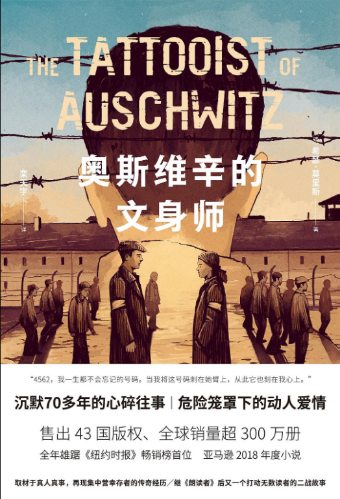 THE TATTOOIST OF
AUSCHWITZ
奥斯维辛的
文身师
希瑟·莫里斯 著
栾天宇 译
“4562，我一生都不会忘记的号码。当我将这号码刺在她臂上，从此它也刻在我心上。”
沉默70多年的心碎往事｜危险笼罩下的动人爱情
售出 43 国版权、全球销量超 300 万册
全年雄踞《纽约时报》畅销榜首位 亚马逊 2018 年度小说
取材于真人真事，再现集中营幸存者的传奇经历／继《朗读者》后又一个打动无数读者的二战故事